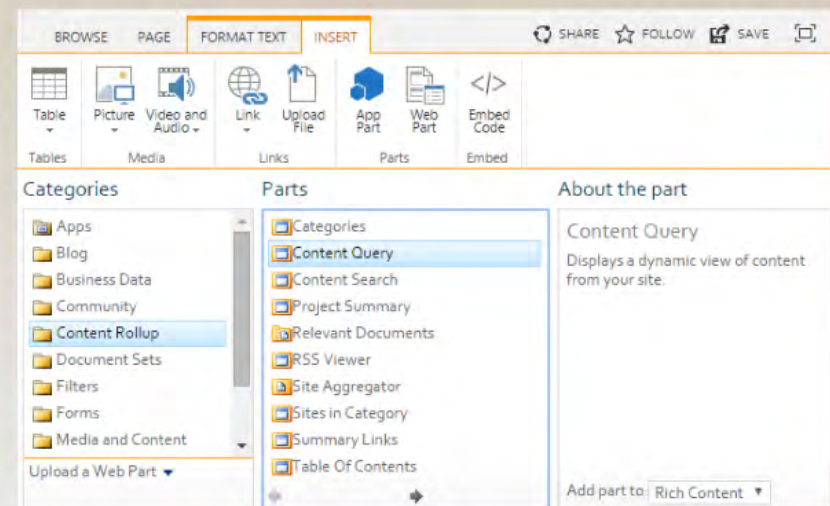 BROWSE PAGE FORMAT TEXT INSERT SHARE FOLLOW SAVE
Table Picture Video and Audio Link Upload File App Part Web Part </> Embed Code
Tables Media Links Parts Embed
Categories
Apps
Blog
Business Data
Community
Content Rollup
Document Sets
Filters
Forms
Media and Content
Upload a Web Part
Parts
Categories
Content Query
Content Search
Project Summary
Relevant Documents
RSS Viewer
Site Aggregator
Sites in Category
Summary Links
Table Of Contents
About the part
Content Query
Displays a dynamic view of content
from your site.
Add part to: Rich Content